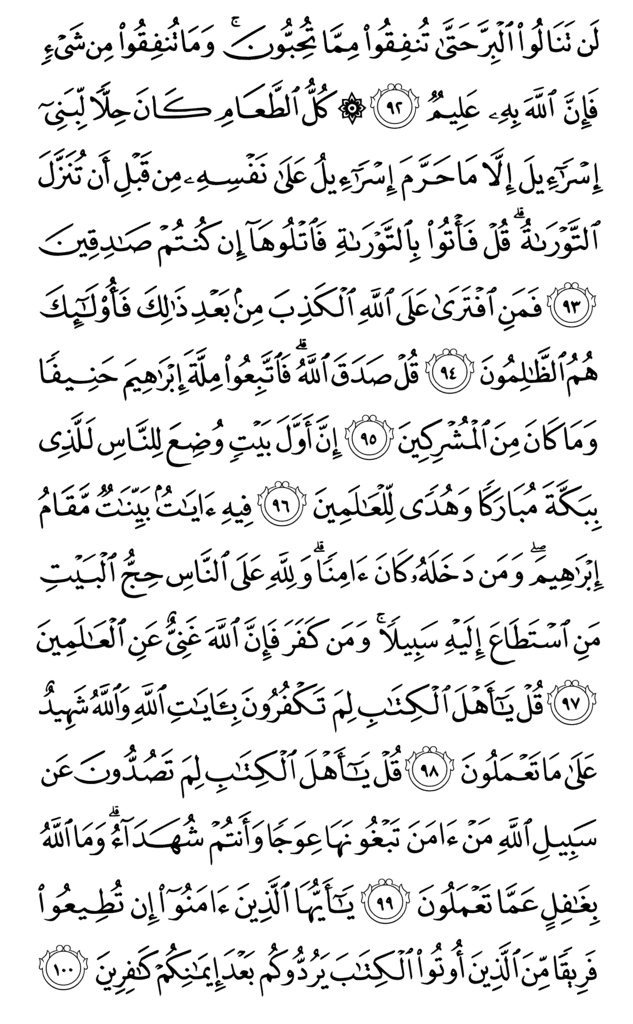 لَن تَنَالُوا۟ ٱلْبِرَّ حَتَّىٰ تُنفِقُوا۟ مِمَّا تُحِبُّونَ ۚ وَمَا تُنفِقُوا۟ مِن شَىْءٍ
فَإِنَّ ٱللَّهَ بِهِۦ عَلِيمٌ ٩٢ ۞ كُلُّ ٱلطَّعَامِ كَانَ حِلًّا لِّبَنِىٓ
إِسْرَٰٓءِيلَ إِلَّا مَا حَرَّمَ إِسْرَٰٓءِيلُ عَلَىٰ نَفْسِهِۦ مِن قَبْلِ أَن تُنَزَّلَ
ٱلتَّوْرَىٰةُ ۗ قُلْ فَأْتُوا۟ بِٱلتَّوْرَىٰةِ فَٱتْلُوهَآ إِن كُنتُمْ صَٰدِقِينَ
٩٣ فَمَنِ ٱفْتَرَىٰ عَلَى ٱللَّهِ ٱلْكَذِبَ مِنۢ بَعْدِ ذَٰلِكَ فَأُو۟لَٰٓئِكَ
هُمُ ٱلظَّٰلِمُونَ ٩٤ قُلْ صَدَقَ ٱللَّهُ ۗ فَٱتَّبِعُوا۟ مِلَّةَ إِبْرَٰهِيمَ حَنِيفًا
وَمَا كَانَ مِنَ ٱلْمُشْرِكِينَ ٩٥ إِنَّ أَوَّلَ بَيْتٍ وُضِعَ لِلنَّاسِ لَلَّذِى
بِبَكَّةَ مُبَارَكًا وَهُدًى لِّلْعَٰلَمِينَ ٩٦ فِيهِ ءَايَٰتٌۢ بَيِّنَٰتٌ مَّقَامُ
إِبْرَٰهِيمَ ۖ وَمَن دَخَلَهُۥ كَانَ ءَامِنًا ۗ وَلِلَّهِ عَلَى ٱلنَّاسِ حِجُّ ٱلْبَيْتِ
مَنِ ٱسْتَطَاعَ إِلَيْهِ سَبِيلًا ۚ وَمَن كَفَرَ فَإِنَّ ٱللَّهَ غَنِىٌّ عَنِ ٱلْعَٰلَمِينَ
٩٧ قُلْ يَٰٓأَهْلَ ٱلْكِتَٰبِ لِمَ تَكْفُرُونَ بِـَٔايَٰتِ ٱللَّهِ وَٱللَّهُ شَهِيدٌ
عَلَىٰ مَا تَعْمَلُونَ ٩٨ قُلْ يَٰٓأَهْلَ ٱلْكِتَٰبِ لِمَ تَصُدُّونَ عَن
سَبِيلِ ٱللَّهِ مَنْ ءَامَنَ تَبْغُونَهَا عِوَجًا وَأَنتُمْ شُهَدَآءُ ۗ وَمَا ٱللَّهُ
بِغَٰفِلٍ عَمَّا تَعْمَلُونَ ٩٩ يَٰٓأَيُّهَا ٱلَّذِينَ ءَامَنُوٓا۟ إِن تُطِيعُوا۟
فَرِيقًا مِّنَ ٱلَّذِينَ أُوتُوا۟ ٱلْكِتَٰبَ يَرُدُّوكُم بَعْدَ إِيمَٰنِكُمْ كَٰفِرِينَ ١٠٠